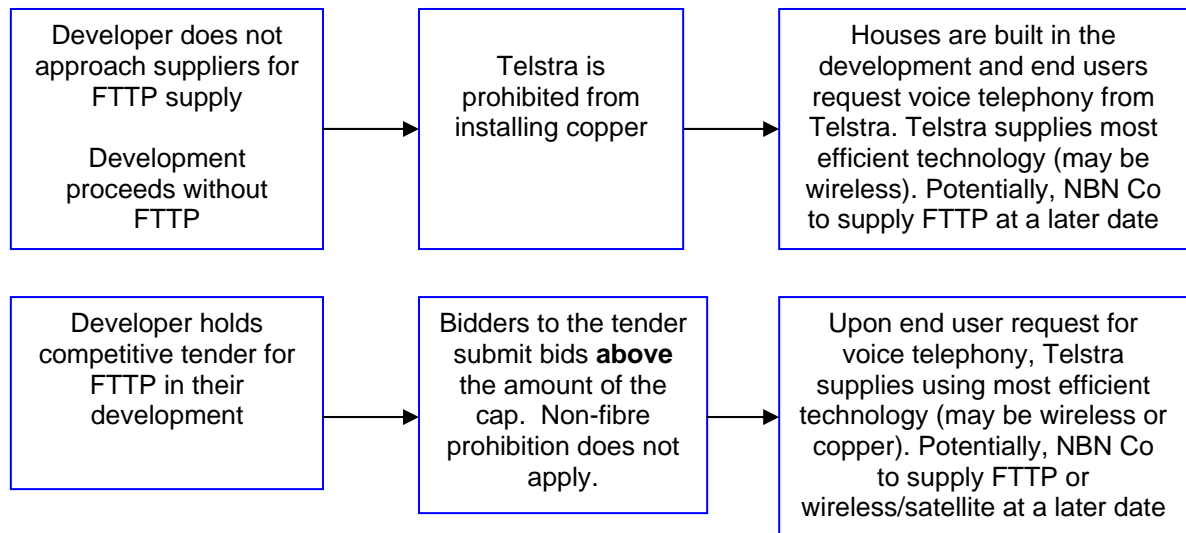 Developer does not
approach suppliers for
FTTP supply
Development
proceeds without
FTTP
Telstra is
prohibited from
installing copper
Houses are built in the
development and end users
request voice telephony from
Telstra. Telstra supplies most
efficient technology (may be
wireless). Potentially, NBN Co
to supply FTTP at a later date
Developer holds
competitive tender for
FTTP in their
development
Bidders to the tender
submit bids above
the amount of the
cap. Non-fibre
prohibition does not
apply.
Upon end user request for
voice telephony, Telstra
supplies using most efficient
technology (may be wireless or
copper). Potentially, NBN Co
to supply FTTP or
wireless/satellite at a later date